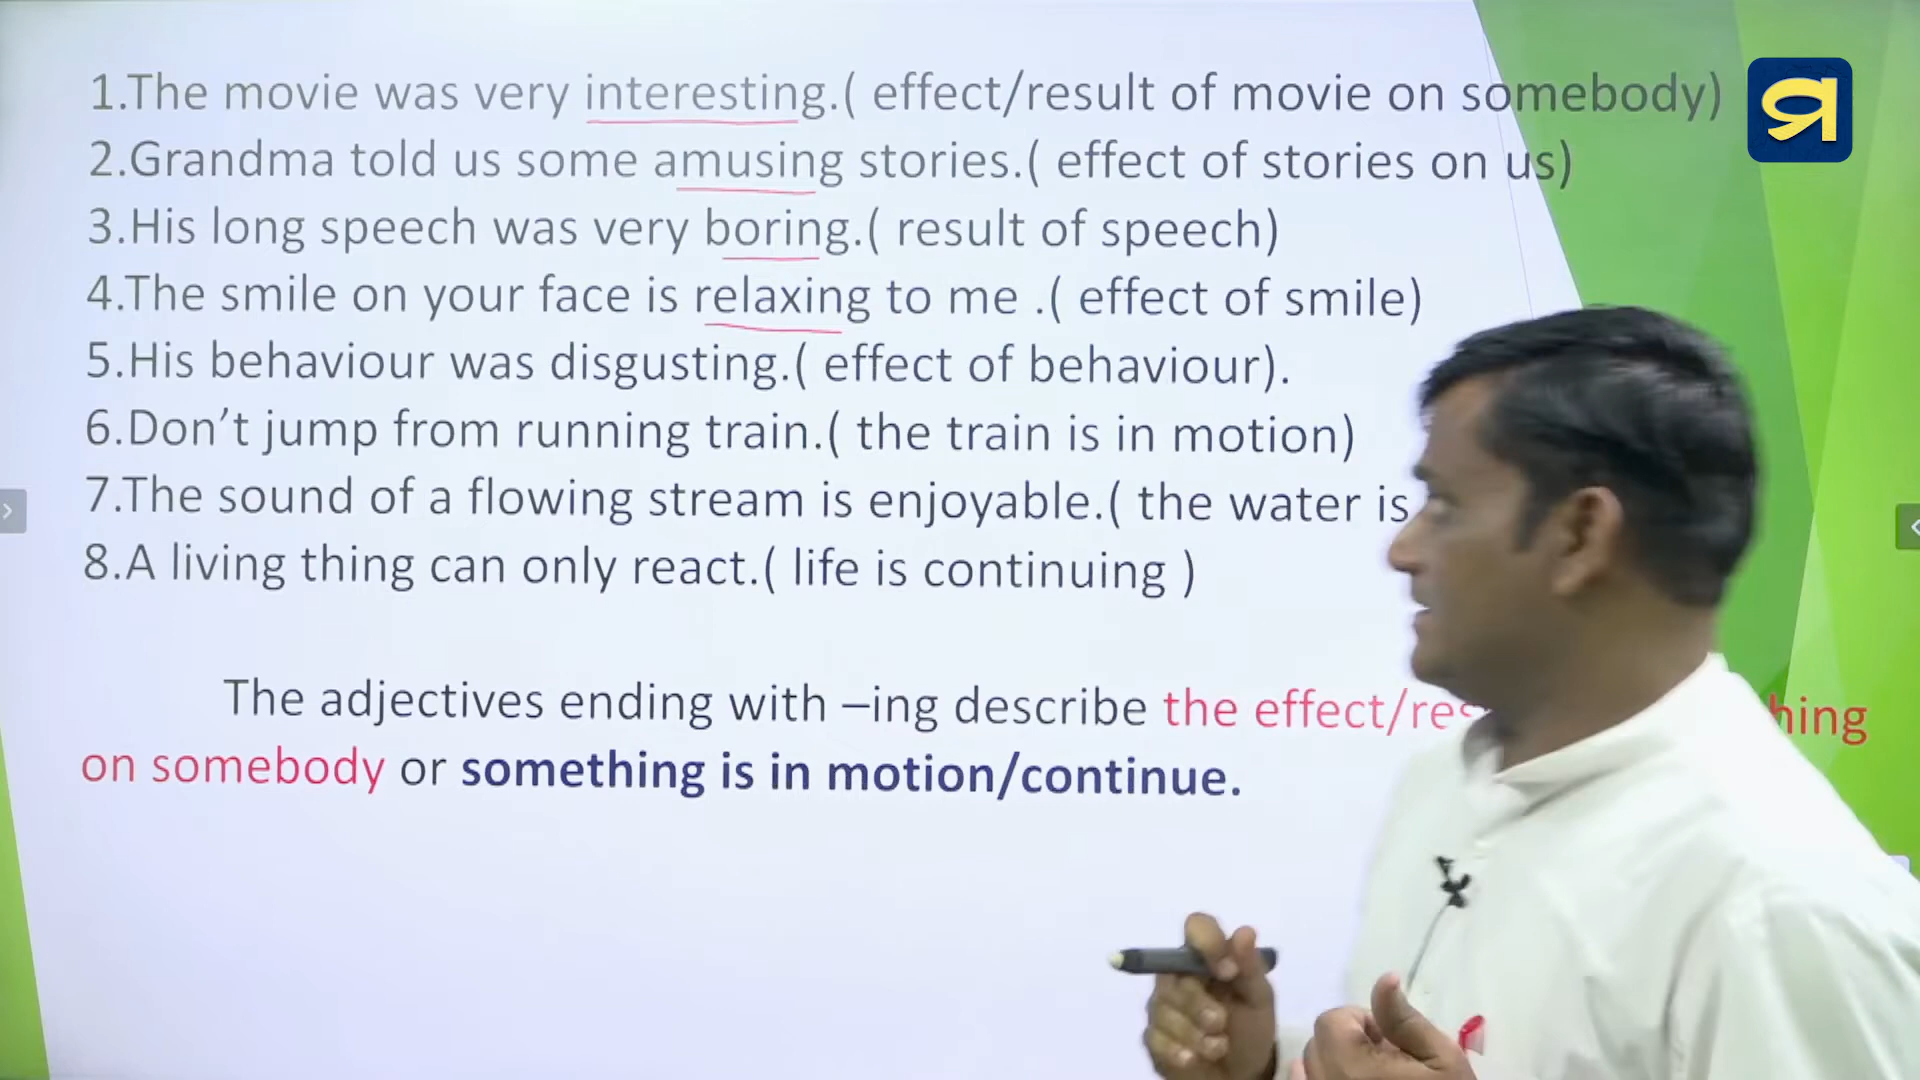 1.The movie was very interesting.( effect/result of movie on somebody)
2.Grandma told us some amusing stories.( effect of stories on us)
3.His long speech was very boring.( result of speech)
4.The smile on your face is relaxing to me .( effect of smile)
5.His behaviour was disgusting.( effect of behaviour).
6.Don’t jump from running train.( the train is in motion)
7.The sound of a flowing stream is enjoyable.( the water is
8.A living thing can only react.( life is continuing )
The adjectives ending with –ing describe the effect/
on somebody or something is in motion/continue.